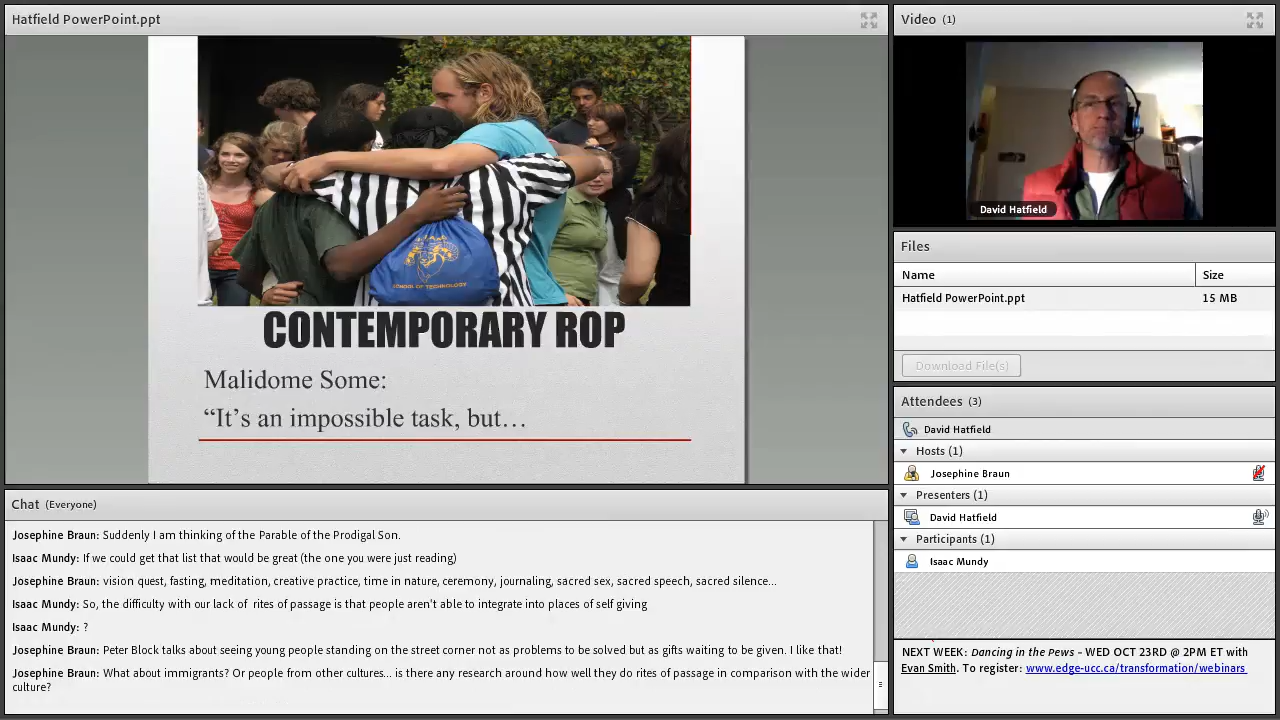 Hatfield PowerPoint.ppt
SCHOOL OF TECHNOLOGY
CONTEMPORARY ROP
Malidome Some:
“It’s an impossible task, but…
Chat (Everyone)
Josephine Braun: Suddenly I am thinking of the Parable of the Prodigal Son.
Isaac Mundy: If we could get that list that would be great (the one you were just reading)
Josephine Braun: vision quest, fasting, meditation, creative practice, time in nature, ceremony, journaling, sacred sex, sacred speech, sacred silence...
Isaac Mundy: So, the difficulty with our lack of rites of passage is that people aren't able to integrate into places of self giving
Isaac Mundy: ?
Josephine Braun: Peter Block talks about seeing young people standing on the street corner not as problems to be solved but as gifts waiting to be given. I like that!
Josephine Braun: What about immigrants? Or people from other cultures... is there any research around how well they do rites of passage in comparison with the wider
culture?
Video (1)
David Hatfield
Files
Name Size
Hatfield PowerPoint.ppt 15 MB
Download File(s)
Attendees (3)
David Hatfield
Hosts (1)
Josephine Braun
Presenters (1)
David Hatfield
Participants (1)
Isaac Mundy
NEXT WEEK: Dancing in the Pews - WED OCT 23RD @ 2PM ET with
Evan Smith. To register: www.edge-ucc.ca/transformation/webinars